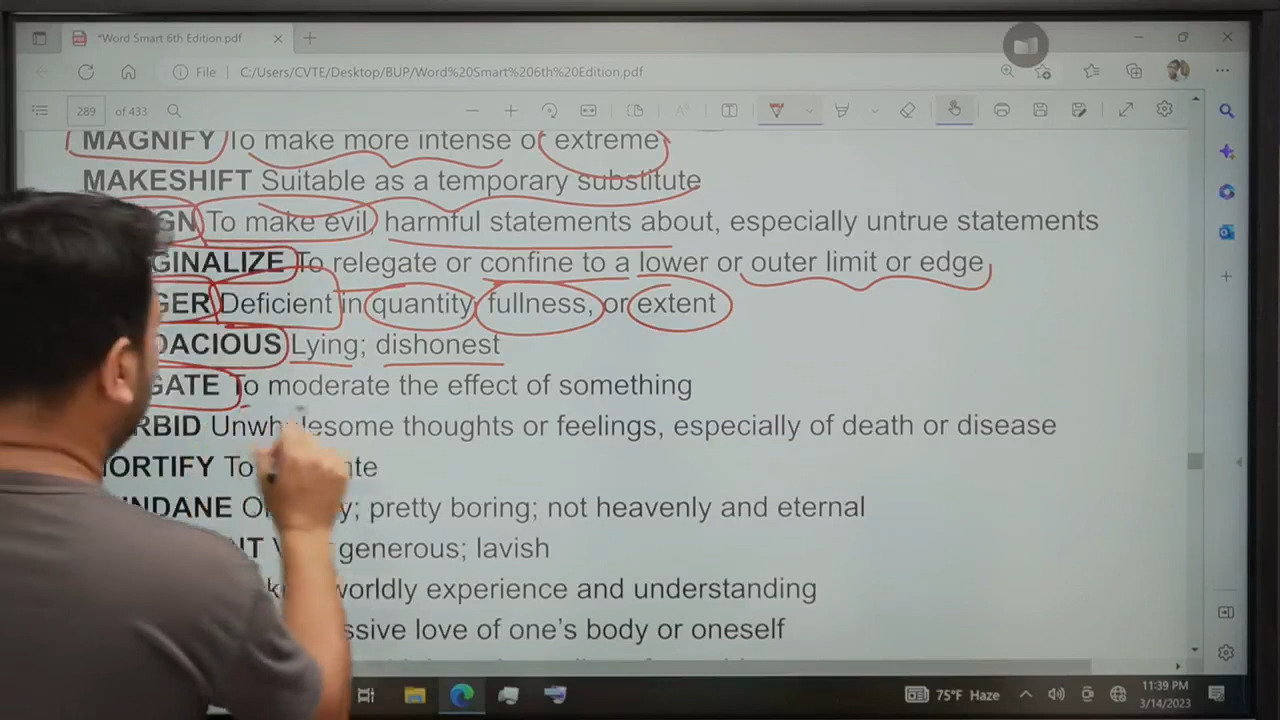 *Word Smart 6th Edition.pdf
File C:/Users/CVTE/Desktop/BUP/Word%20Smart%206th%20Edition.pdf
289 of 433
MAGNIFY To make more intense or extreme
MAKESHIFT Suitable as a temporary substitute
GN To make evil, harmful statements about, especially untrue statements
GINALIZE To relegate or confine to a lower or outer limit or edge
GER Deficient in quantity, fullness, or extent
DACIOUS Lying; dishonest
GATE To moderate the effect of something
RBID Unwholesome thoughts or feelings, especially of death or disease
ORTIFY To
NDANE pretty boring; not heavenly and eternal
NT generous; lavish
worldly experience and understanding
ssive love of one's body or oneself
75°F Haze
11:39 PM
3/14/2023